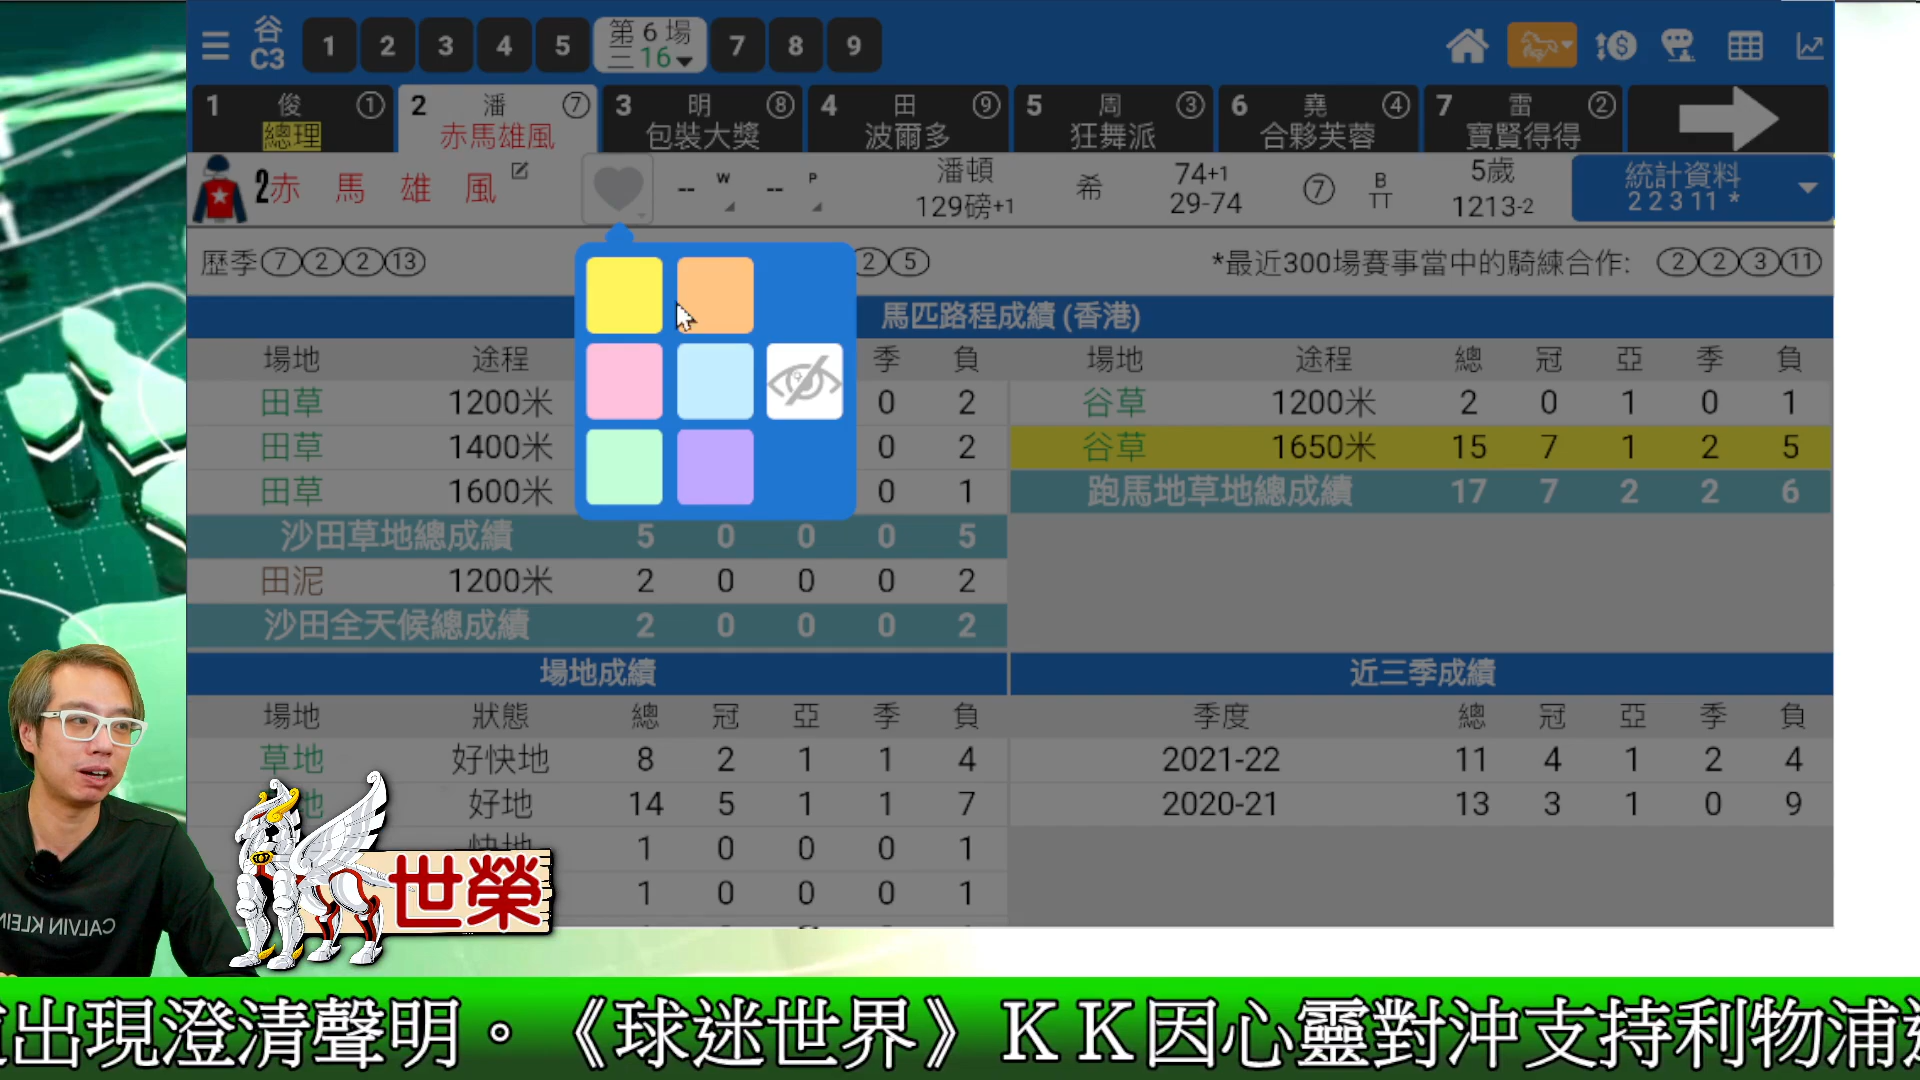 谷 1 2 3 4 5 第 6 場 7 8 9
C3 三 16
1 俊 ① 2 潘 ⑦ 3 明 ⑧ 4 田 ⑨ 5 周 ③ 6 堯 ④ 7 雷 ②
總理 赤馬雄風 包裝大獎 波爾多 狂舞派 合夥芙蓉 寶賢得得
2赤 馬 雄 風 -- W -- P 潘頓 希 74+1 ⑦ B 5歲 統計資料
129磅+1 29-74 TT 1213-2 2 2 3 11 *
歷季⑦②②⑬ ②⑤ *最近300場賽事當中的騎練合作: ②②③⑪
馬匹路程成績 (香港)
場地 途程 季 負 場地 途程 總 冠 亞 季 負
田草 1200米 0 2 谷草 1200米 2 0 1 0 1
田草 1400米 0 2 谷草 1650米 15 7 1 2 5
田草 1600米 0 1 跑馬地草地總成績 17 7 2 2 6
沙田草地總成績 5 0 0 0 5
田泥 1200米 2 0 0 0 2
沙田全天候總成績 2 0 0 0 2
場地成績 近三季成績
場地 狀態 總 冠 亞 季 負 季度 總 冠 亞 季 負
草地 好快地 8 2 1 1 4 2021-22 11 4 1 2 4
地 好地 14 5 1 1 7 2020-21 13 3 1 0 9
快地 1 0 0 0 1
1 0 0 0 1
世榮
CALVIN KLEIN
出現澄清聲明。《球迷世界》KK因心靈對沖支持利物浦